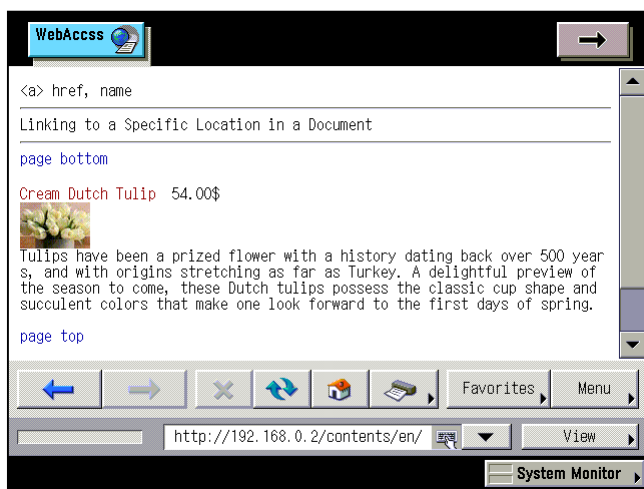 WebAccss
<a> href, name
Linking to a Specific Location in a Document
page bottom
Cream Dutch Tulip 54.00$
Tulips have been a prized flower with a history dating back over 500 year
s, and with origins stretching as far as Turkey. A delightful preview of
the season to come, these Dutch tulips possess the classic cup shape and
succulent colors that make one look forward to the first days of spring.
page top
Favorites
Menu
http://192.168.0.2/contents/en/
View
System Monitor